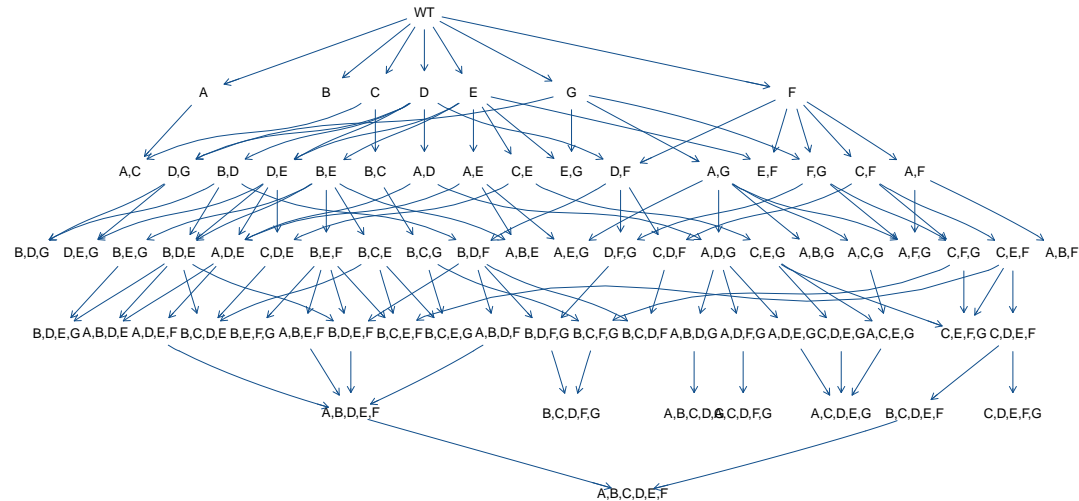 WT
A B C D E G F
A,C D,G B,D D,E B,E B,C A,D A,E C,E E,G D,F A,G E,F F,G C,F A,F
B,D,G D,E,G B,E,G B,D,E A,D,E C,D,E B,E,F B,C,E B,C,G B,D,F A,B,E A,E,G D,F,G C,D,F A,D,G C,E,G A,B,G A,C,G A,F,G C,F,G C,E,F A,B,F
B,D,E,G A,B,D,E A,D,E,F B,C,D,E B,E,F,G A,B,E,F B,D,E,F B,C,E,F B,C,E,G A,B,D,F B,D,F,G B,C,F,G B,C,D,F A,B,D,G A,D,F,G A,D,E,G C,D,E,G A,C,E,G C,E,F,G C,D,E,F
A,B,D,E,F B,C,D,F,G A,B,C,D,G A,C,D,F,G A,C,D,E,G B,C,D,E,F C,D,E,F,G
A,B,C,D,E,F